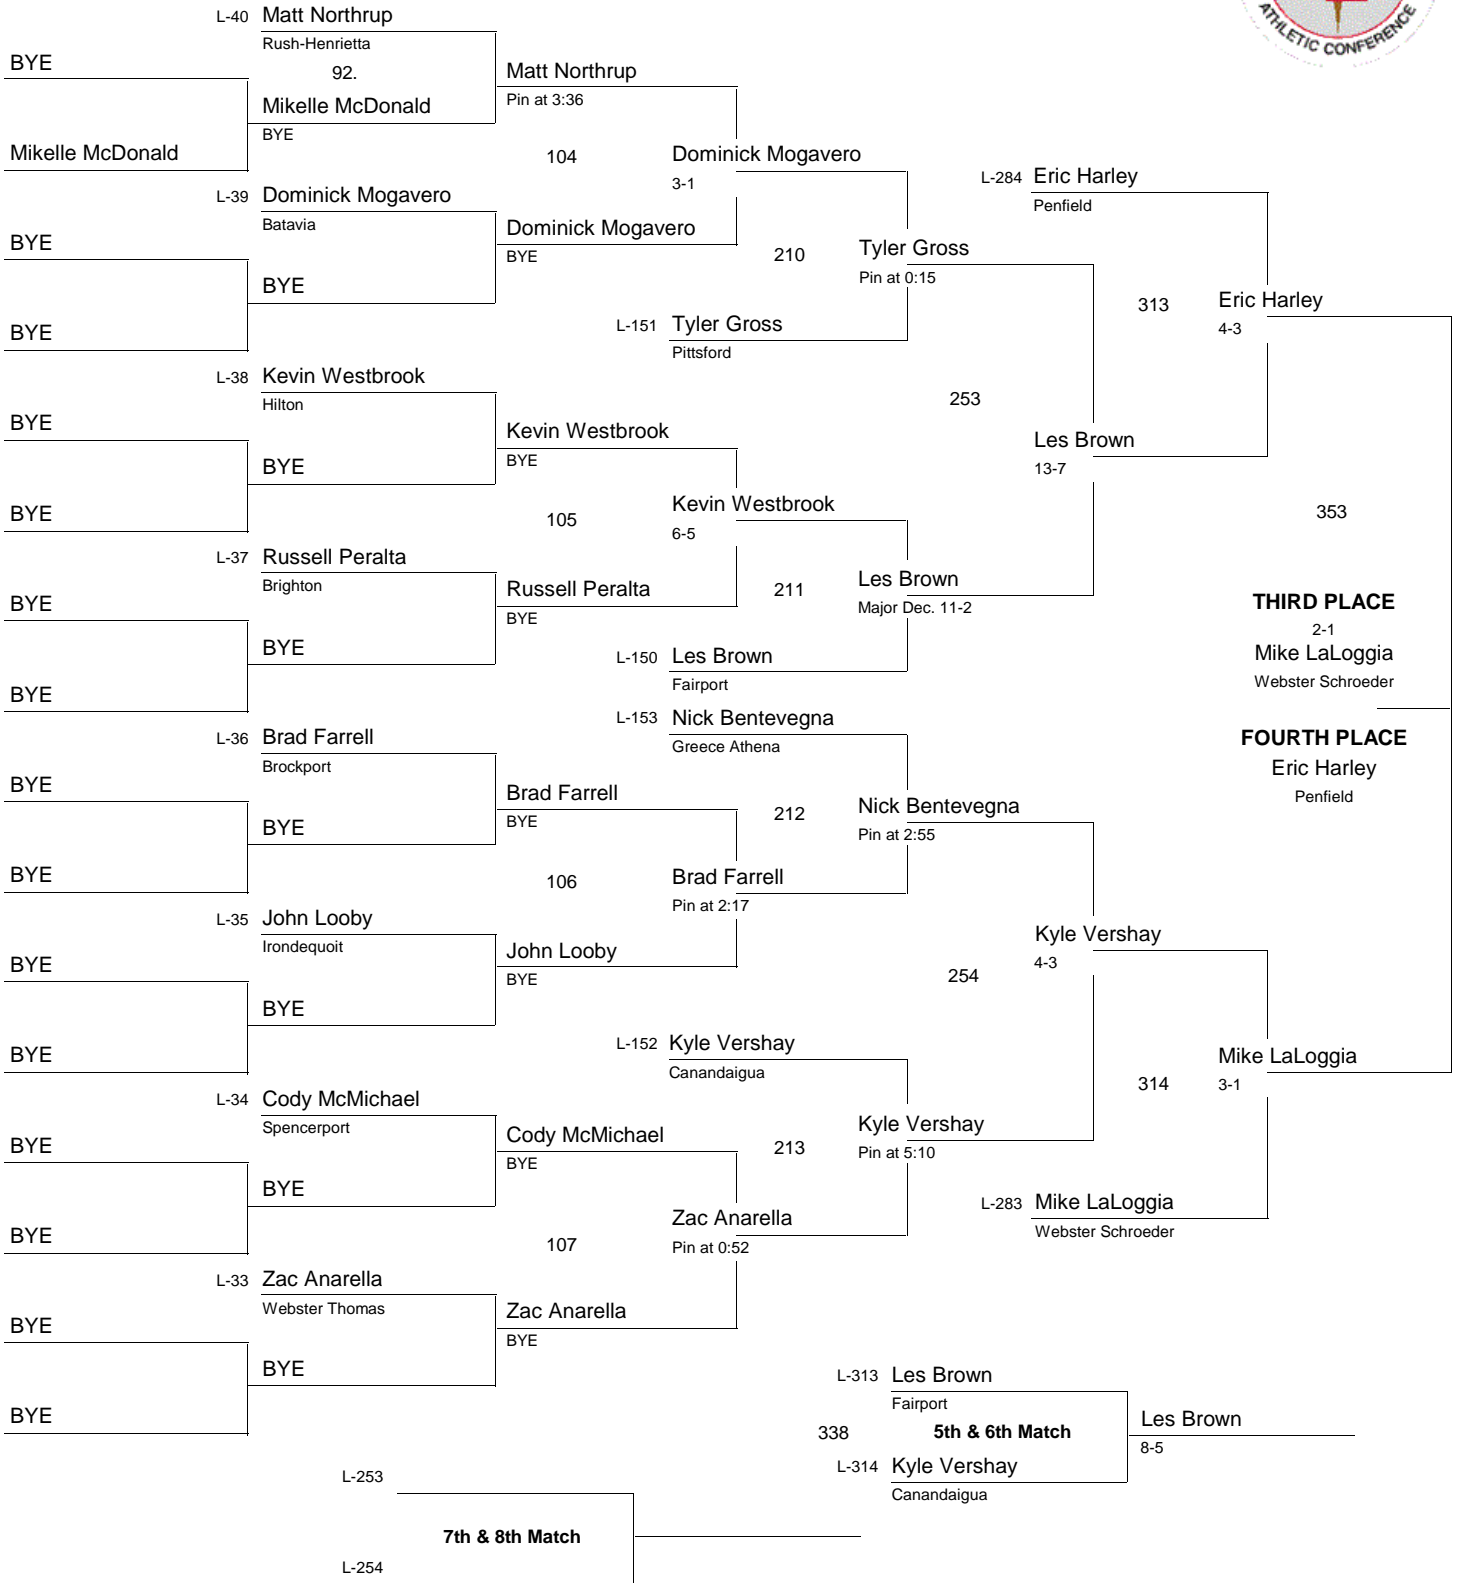 ATHLETIC CONFERENCE
L-40 Matt Northrup
Rush-Henrietta
BYE
92.
Matt Northrup
Pin at 3:36
Mikelle McDonald
BYE
Mikelle McDonald
104
Dominick Mogavero
3-1
L-284 Eric Harley
Penfield
L-39 Dominick Mogavero
Batavia
Dominick Mogavero
BYE
BYE
210
Tyler Gross
Pin at 0:15
BYE
313
Eric Harley
4-3
L-151 Tyler Gross
Pittsford
BYE
L-38 Kevin Westbrook
Hilton
253
BYE
Kevin Westbrook
BYE
Les Brown
13-7
BYE
Kevin Westbrook
6-5
BYE
105
353
L-37 Russell Peralta
Brighton
Russell Peralta
BYE
211
Les Brown
Major Dec. 11-2
BYE
THIRD PLACE
2-1
Mike LaLoggia
Webster Schroeder
BYE
L-150 Les Brown
Fairport
BYE
L-153 Nick Bentevegna
Greece Athena
L-36 Brad Farrell
Brockport
FOURTH PLACE
Eric Harley
Penfield
BYE
Brad Farrell
BYE
212
Nick Bentevegna
Pin at 2:55
BYE
BYE
106
Brad Farrell
Pin at 2:17
L-35 John Looby
Irondequoit
Kyle Vershay
4-3
BYE
John Looby
BYE
254
BYE
BYE
L-152 Kyle Vershay
Canandaigua
Mike LaLoggia
3-1
314
L-34 Cody McMichael
Spencerport
BYE
Cody McMichael
BYE
213
Kyle Vershay
Pin at 5:10
BYE
L-283 Mike LaLoggia
Webster Schroeder
BYE
107
Zac Anarella
Pin at 0:52
L-33 Zac Anarella
Webster Thomas
BYE
Zac Anarella
BYE
BYE
BYE
L-313 Les Brown
Fairport
338
5th & 6th Match
Les Brown
8-5
L-314 Kyle Vershay
Canandaigua
L-253
7th & 8th Match
L-254